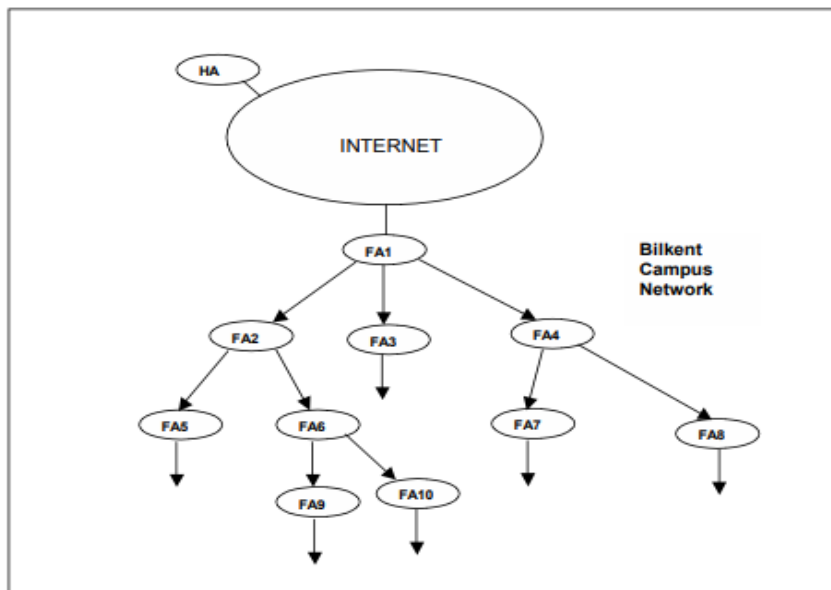 HA
INTERNET
FA1
Bilkent
Campus
Network
FA2
FA3
FA4
FA5
FA6
FA7
FA8
FA9
FA10